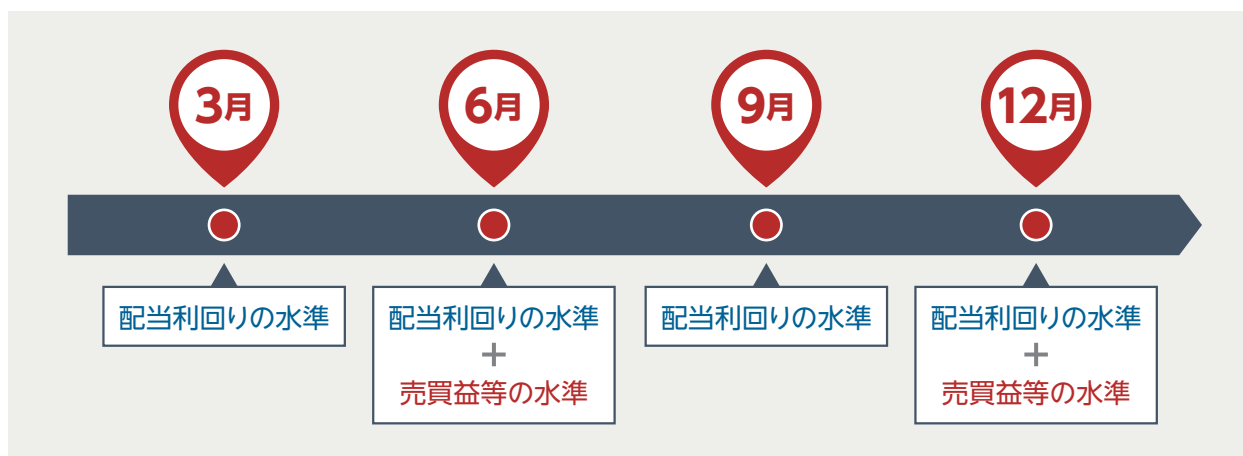 3月
6月
9月
12月
配当利回りの水準
配当利回りの水準
+
売買益等の水準
配当利回りの水準
配当利回りの水準
+
売買益等の水準